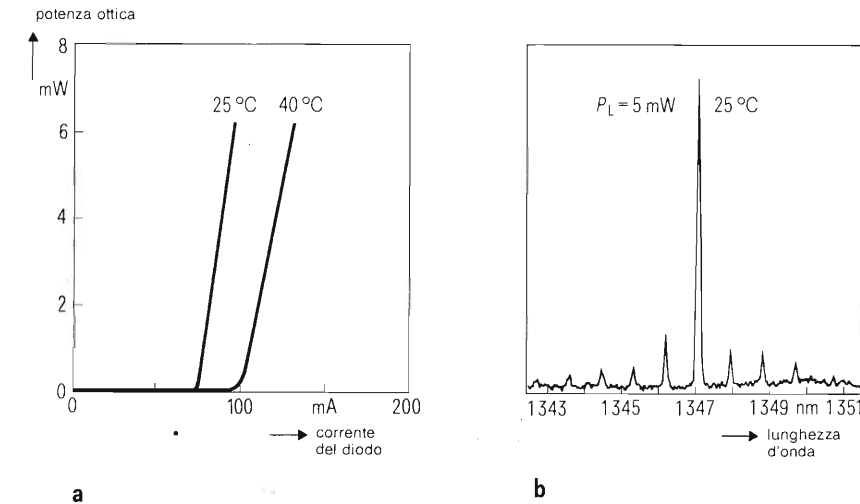 potenza ottica
8
mW
6
4
2
0
25 °C
40 °C
0
100
mA
200
corrente
del diodo
a
P_L = 5 mW
25 °C
1343
1345
1347
1349 nm
1351
lunghezza
d'onda
b